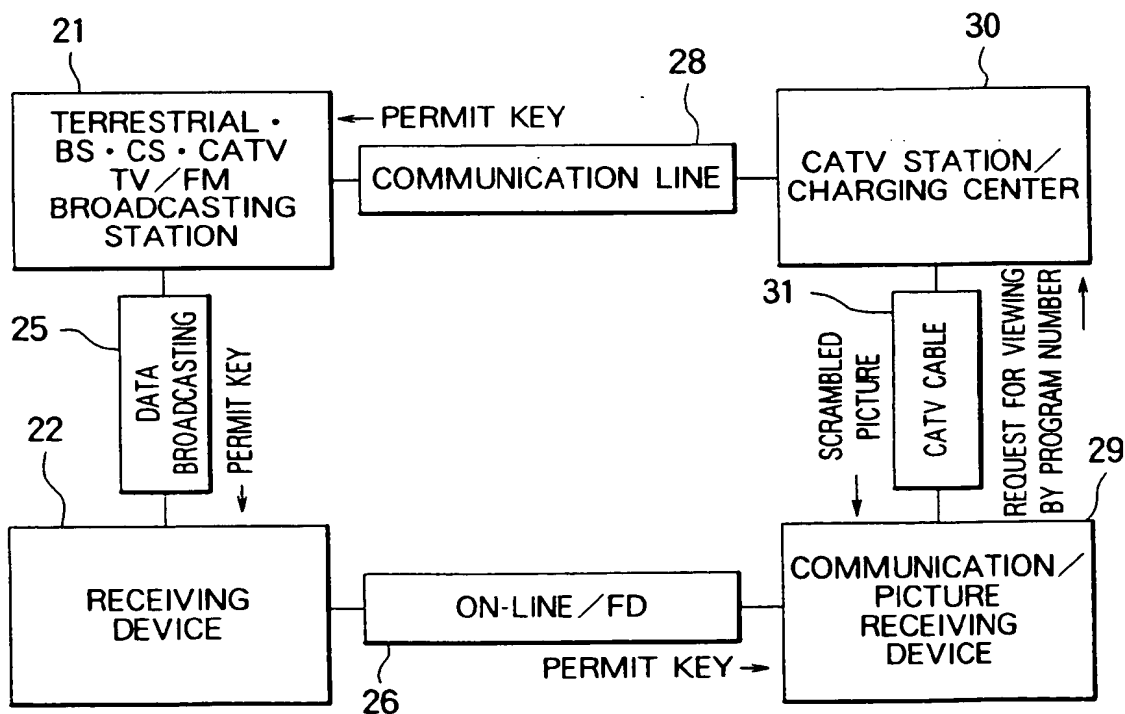 21
TERRESTRIAL・
BS・CS・CATV
TV/FM
BROADCASTING
STATION
←PERMIT KEY
28
COMMUNICATION LINE
30
CATV STATION/
CHARGING CENTER
25
DATA
BROADCASTING
PERMIT KEY
→
31
SCRAMBLED
PICTURE
→
CATV CABLE
REQUEST FOR VIEWING
BY PROGRAM NUMBER
→
22
RECEIVING
DEVICE
ON-LINE/FD
26
PERMIT KEY→
29
COMMUNICATION/
PICTURE
RECEIVING
DEVICE